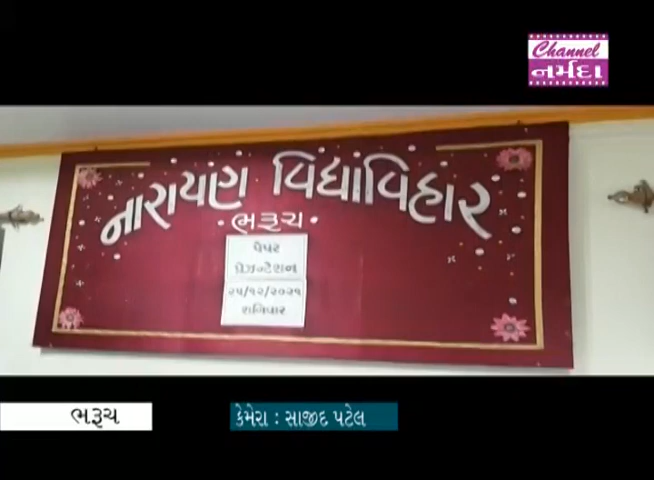 Channel
નર્મદા
નારાયણ વિદ્યાવિહાર
• ભરૂચ •
પેપર
પ્રેઝન્ટેશન
૨૫/૧૨/૨૦૨૧
શનિવાર
ભરૂચ
કેમેરા : સાજીદ પટેલ